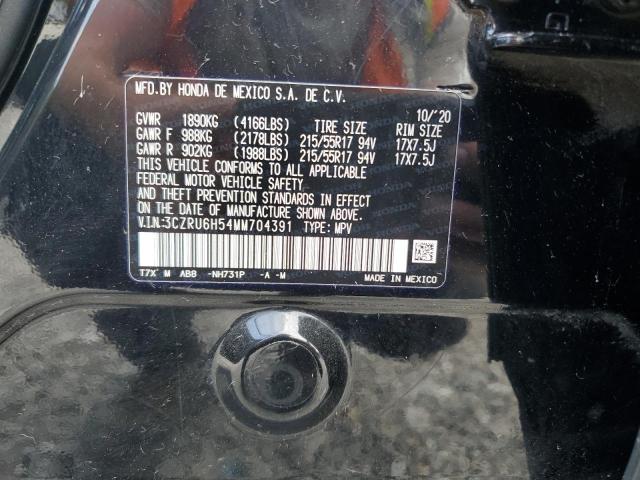 MFD.BY HONDA DE MEXICO S.A. DE C.V.
10/'20
GVWR 1890KG (4166LBS) TIRE SIZE RIM SIZE
GAWR F 988KG (2178LBS) 215/55R17 94V 17X7.5J
GAWR R 902KG (1988LBS) 215/55R17 94V 17X7.5J
THIS VEHICLE CONFORMS TO ALL APPLICABLE
FEDERAL MOTOR VEHICLE SAFETY
AND THEFT PREVENTION STANDARDS IN EFFECT
ON THE DATE OF MANUFACTURE SHOWN ABOVE.
V.I.N.:3CZRU6H54MM704391 TYPE: MPV
T7X M AB8 -NH731P -A -M MADE IN MEXICO